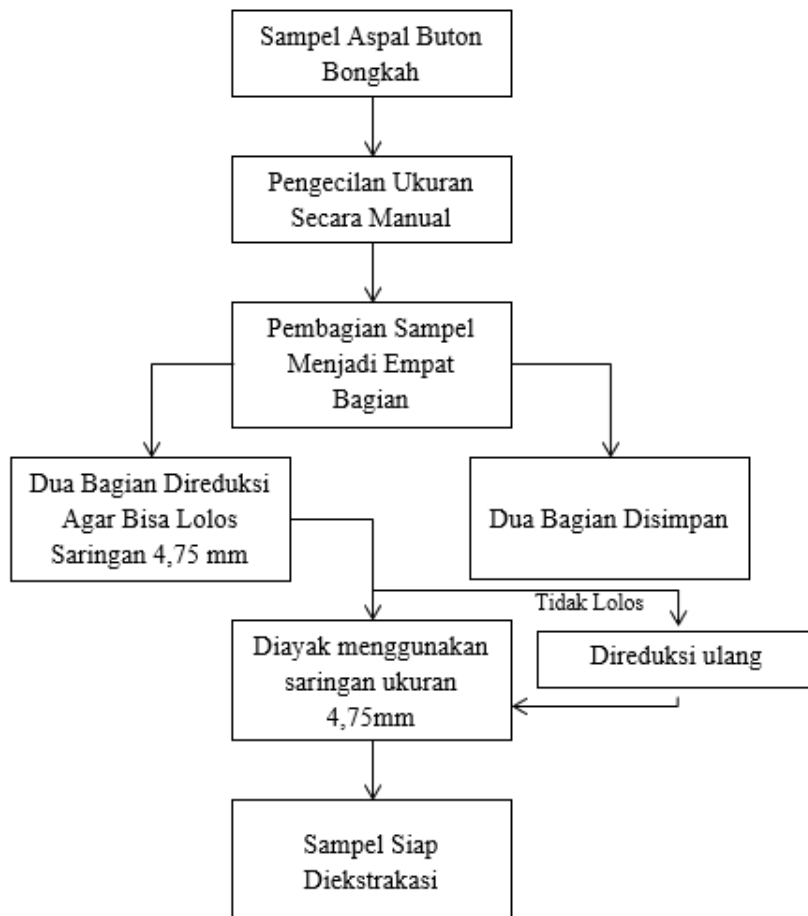 Sampel Aspal Buton
Bongkah
Pengecilan Ukuran
Secara Manual
Pembagian Sampel
Menjadi Empat
Bagian
Dua Bagian Direduksi
Agar Bisa Lolos
Saringan 4,75 mm
Dua Bagian Disimpan
Tidak Lolos
Diayak menggunakan
saringan ukuran
4,75mm
Direduksi ulang
Sampel Siap
Diekstrakasi